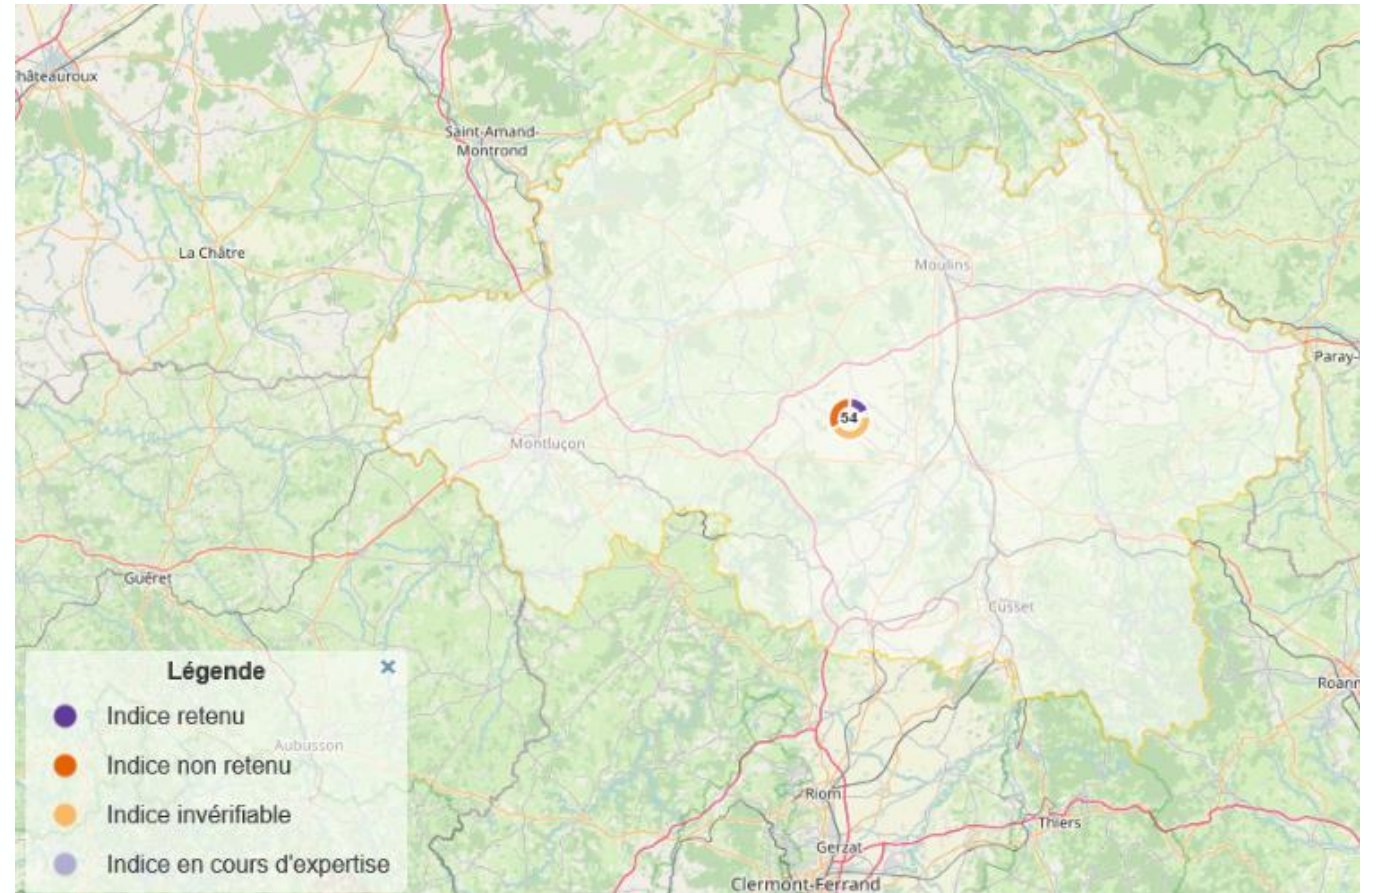 hâteauroux
Saint-Amand-
Montrond
La Châtre
Moulins
Paray-
54
Montluçon
Guéret
Cusset
Légende
×
Indice retenu
Roann
Aubusson
Indice non retenu
Riom
Indice invérifiable
Thiers
Gerzat
Indice en cours d'expertise
Clermont-Ferrand